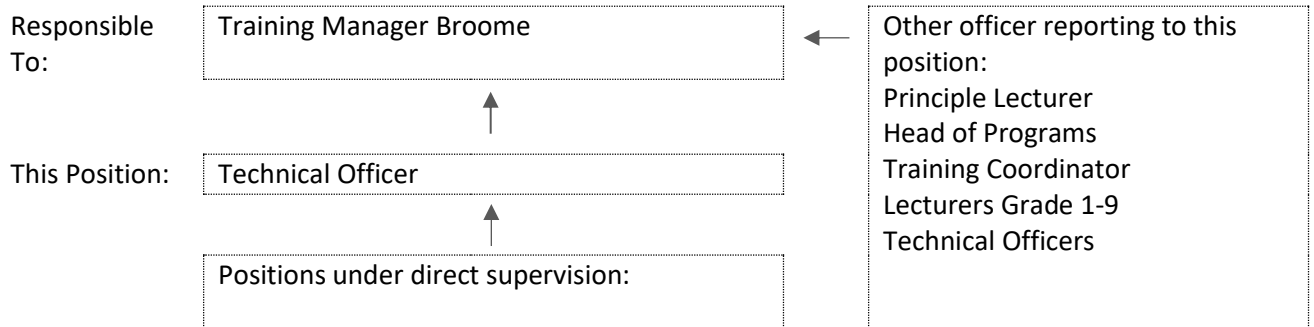 Responsible
To:
Training Manager Broome
Other officer reporting to this
position:
Principle Lecturer
Head of Programs
Training Coordinator
Lecturers Grade 1-9
Technical Officers
This Position:
Technical Officer
Positions under direct supervision: